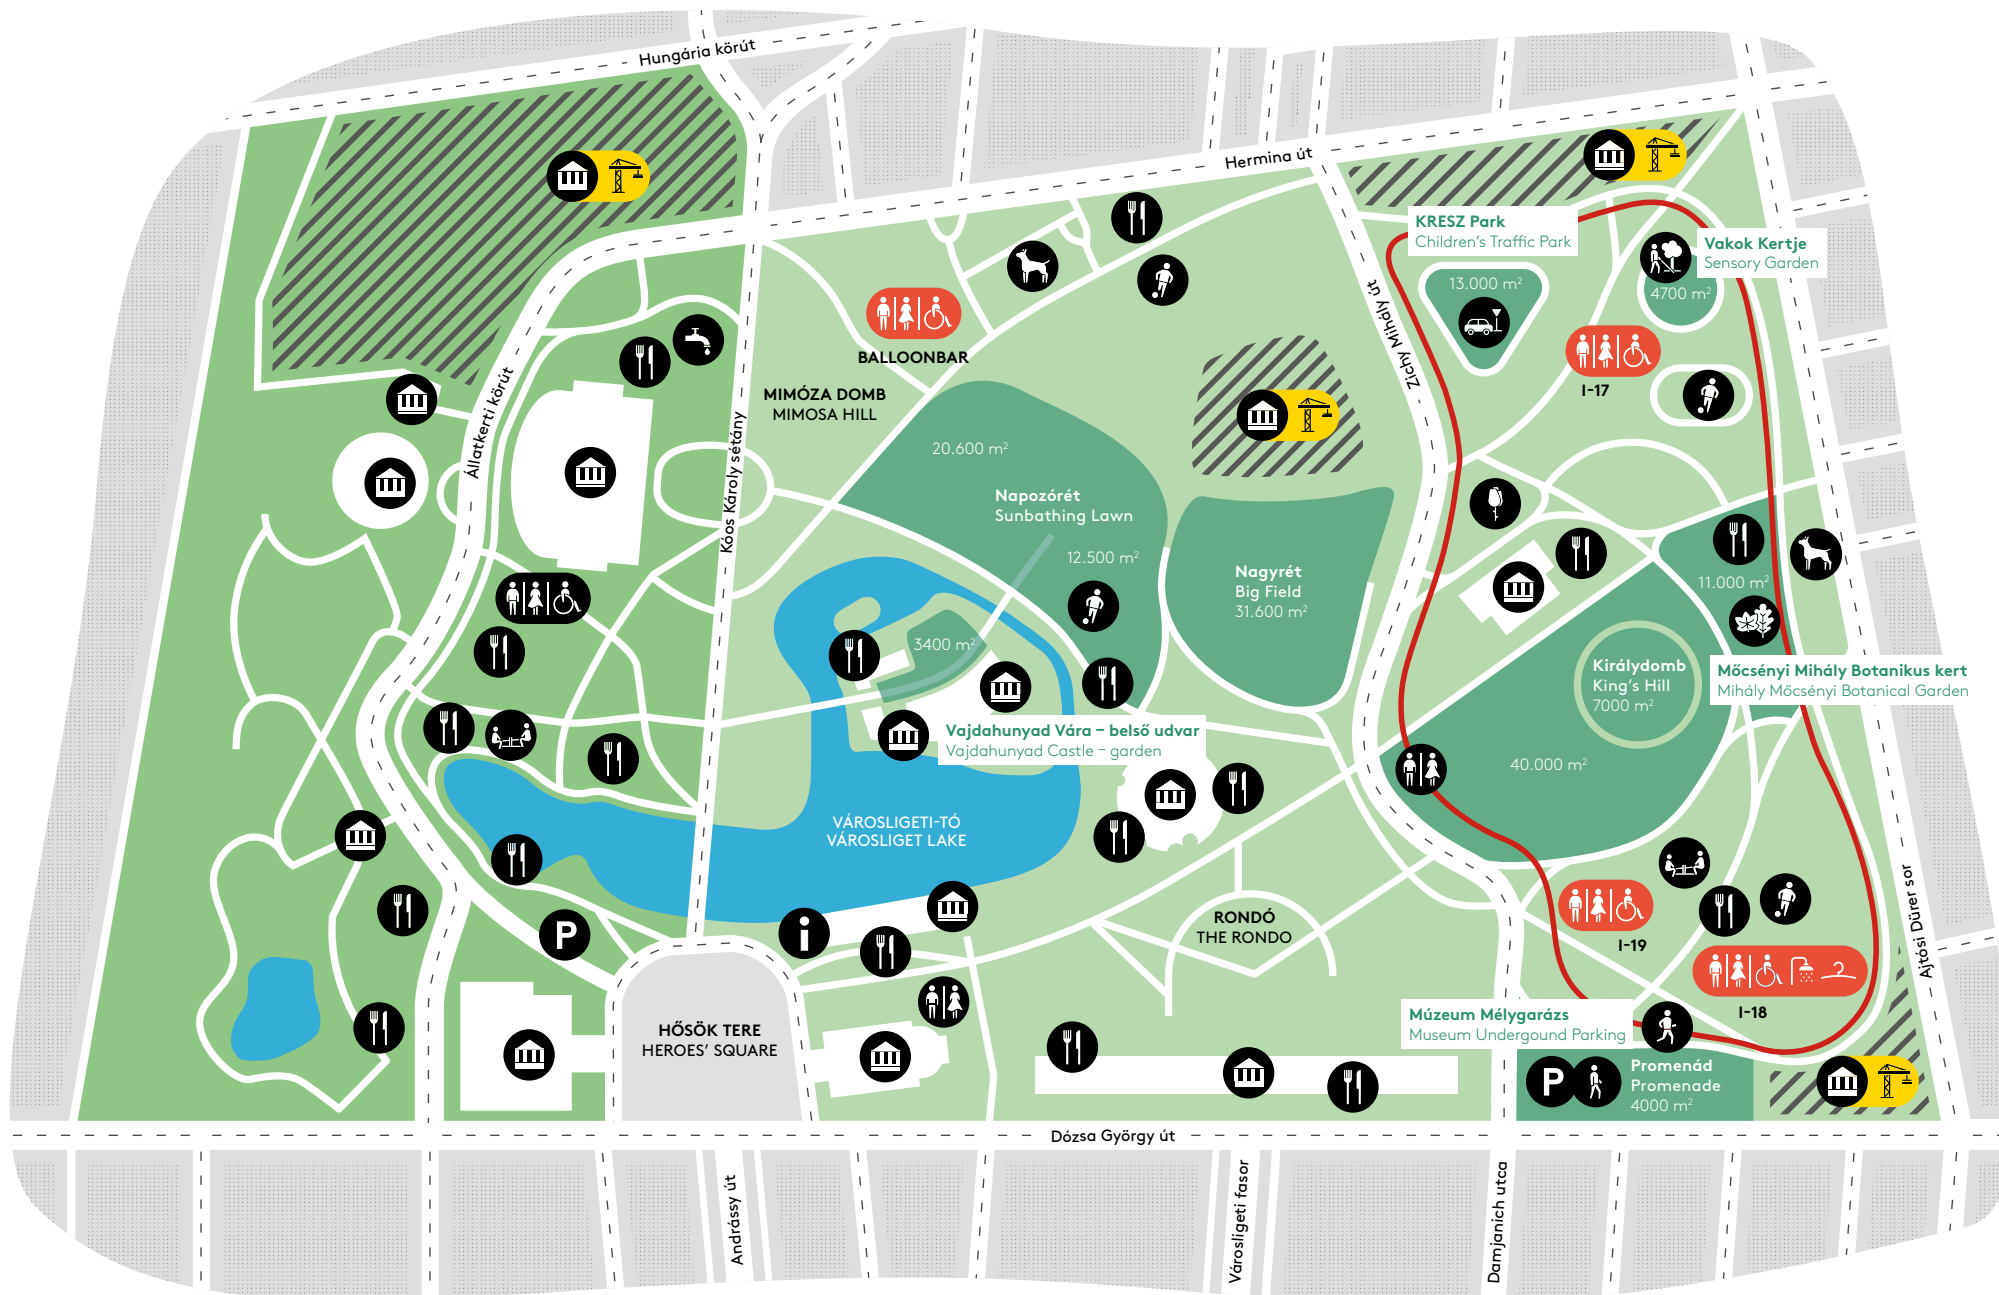 Hungária körút
Hermina út
KRESZ Park
Children's Traffic Park
Vakok Kertje
Sensory Garden
13.000 m²
4700 m²
Zichy Mihály út
BALLOONBAR
I-17
MIMÓZA DOMB
MIMOSA HILL
Állatkerti körút
Kóos Károly sétány
20.600 m²
Napozórét
Sunbathing Lawn
12.500 m²
Nagyrét
Big Field
31.600 m²
11.000 m²
3400 m²
Királydomb
King's Hill
7000 m²
Mőcsényi Mihály Botanikus kert
Mihály Mőcsényi Botanical Garden
Vajdahunyad Vára – belső udvar
Vajdahunyad Castle – garden
40.000 m²
VÁROSLIGETI-TÓ
VÁROSLIGET LAKE
Ajtósi Dürer sor
RONDÓ
THE RONDO
P
i
I-19
I-18
HŐSÖK TERE
HEROES' SQUARE
Múzeum Mélygarázs
Museum Undergound Parking
P
Promenád
Promenade
4000 m²
Dózsa György út
Andrássy út
Városligeti fasor
Damjanich utca